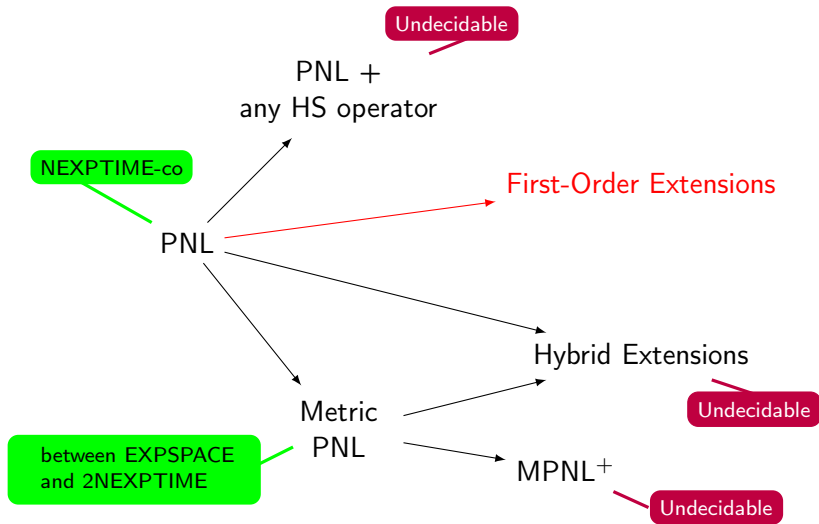 Undecidable
PNL +
any HS operator
NEXPTIME-co
First-Order Extensions
PNL
Hybrid Extensions
Undecidable
Metric
PNL
between EXPSPACE
and 2NEXPTIME
MPNL⁺
Undecidable